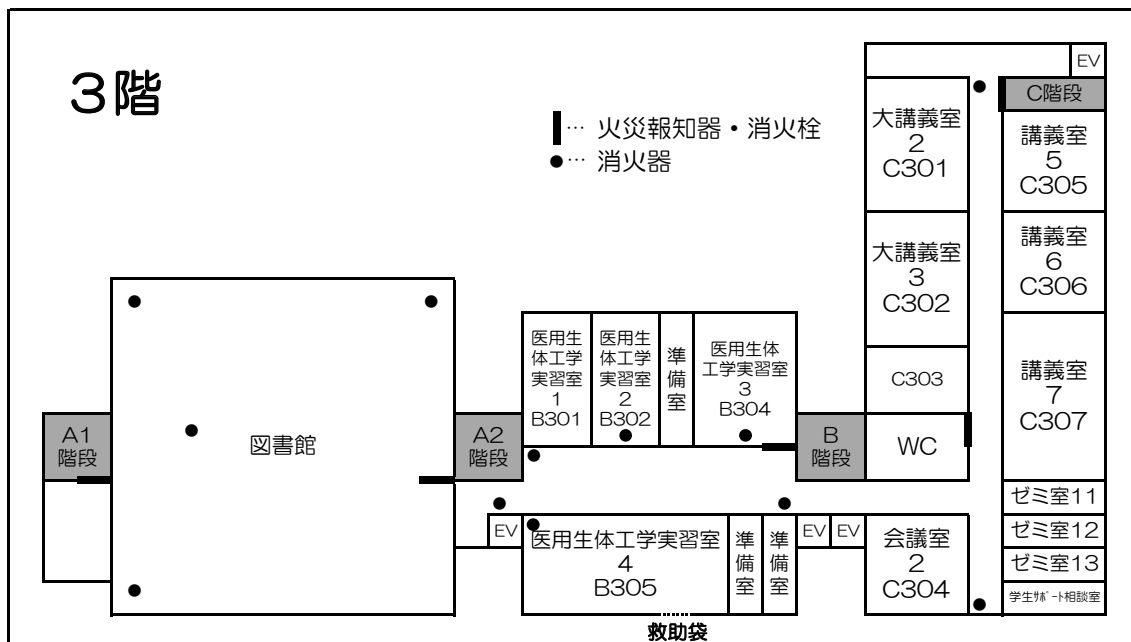 3階
… 火災報知器・消火栓
… 消火器
EV
C階段
大講義室
2
C301
講義室
5
C305
大講義室
3
C302
講義室
6
C306
C303
講義室
7
C307
WC
A1
階段
図書館
A2
階段
医用生
体工学
実習室
1
B301
医用生
体工学
実習室
2
B302
準
備
室
医用生体
工学実習室
3
B304
B
階段
EV
医用生体工学実習室
4
B305
準
備
室
準
備
室
EV
EV
会議室
2
C304
ゼミ室11
ゼミ室12
ゼミ室13
学生ｻﾎﾟｰﾄ相談室
救助袋